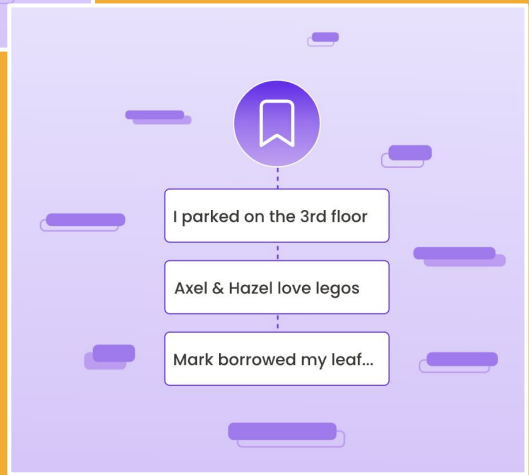 I parked on the 3rd floor
Axel & Hazel love legos
Mark borrowed my leaf...